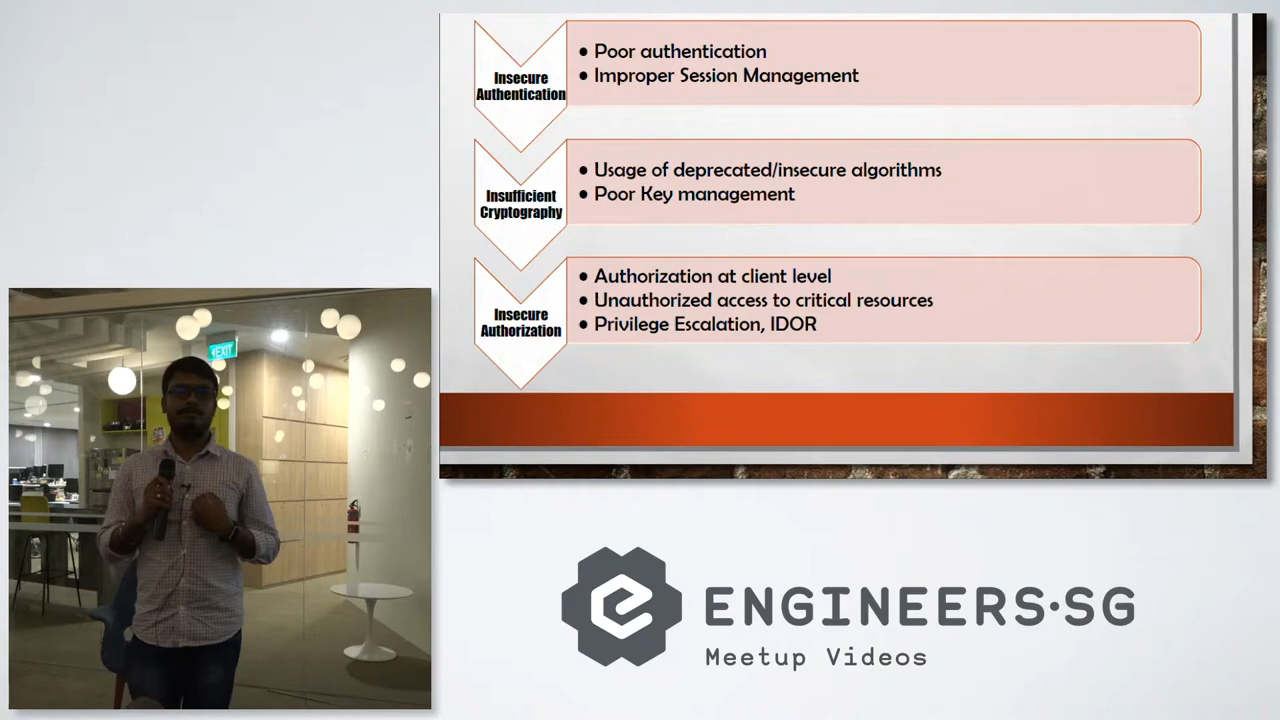 Insecure
Authentication
• Poor authentication
• Improper Session Management
Insufficient
Cryptography
• Usage of deprecated/insecure algorithms
• Poor Key management
Insecure
Authorization
• Authorization at client level
• Unauthorized access to critical resources
• Privilege Escalation, IDOR
EXIT
ENGINEERS·SG
Meetup Videos